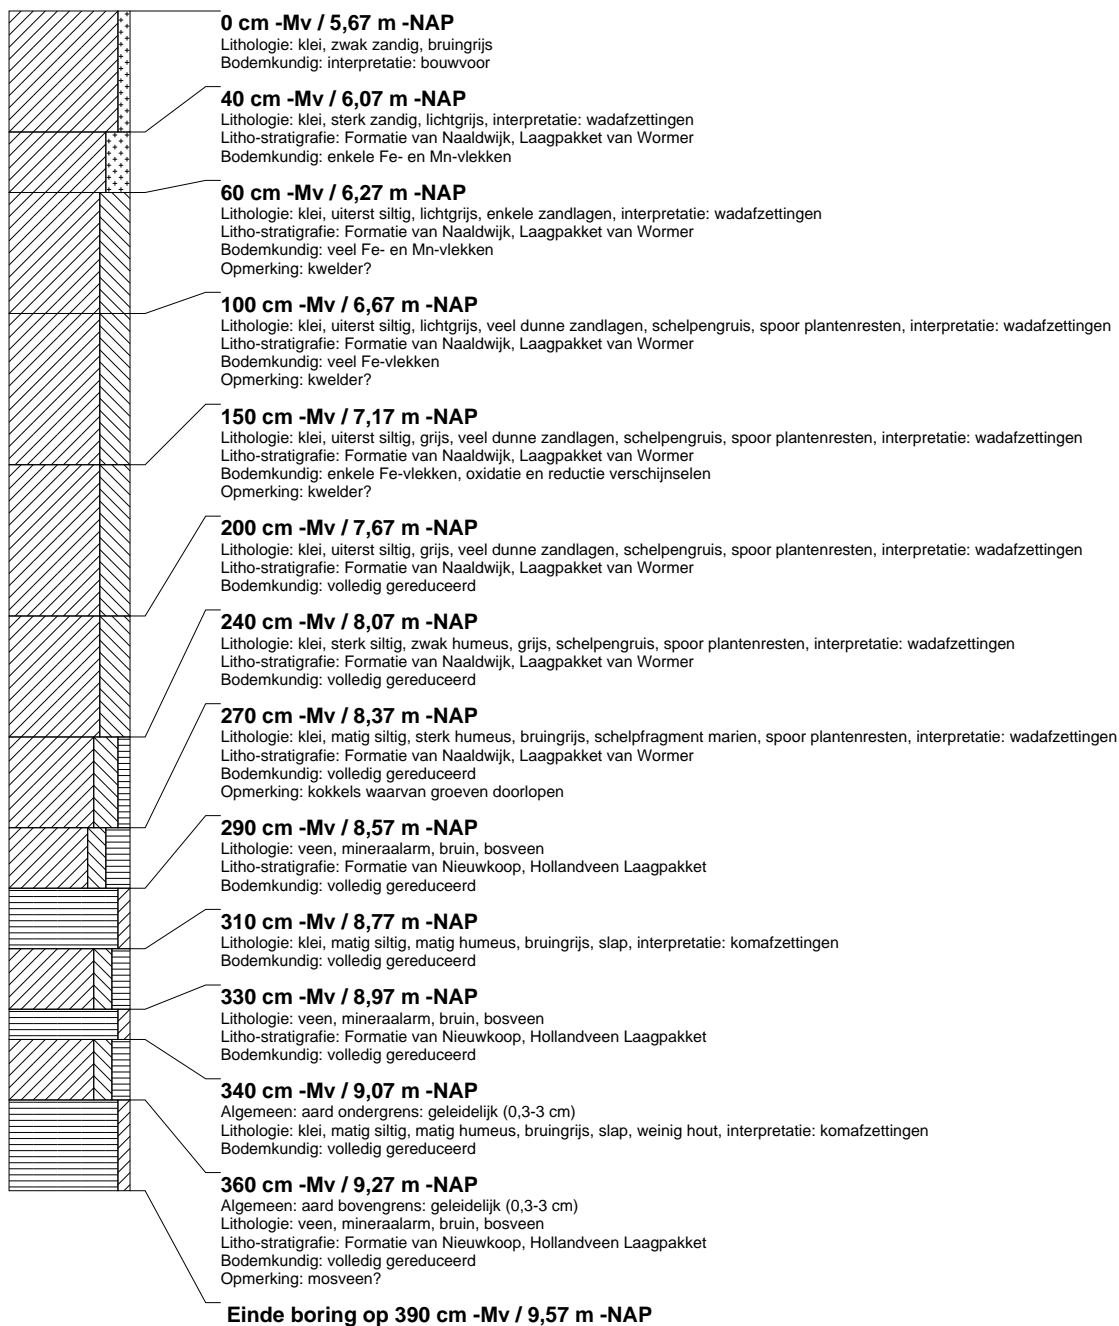 0 cm -Mv / 5,67 m -NAP
Lithologie: klei, zwak zandig, bruingrijs
Bodemkundig: interpretatie: bouwvoor
40 cm -Mv / 6,07 m -NAP
Lithologie: klei, sterk zandig, lichtgrijs, interpretatie: wadafzettingen
Litho-stratigrafie: Formatie van Naaldwijk, Laagpakket van Wormer
Bodemkundig: enkele Fe- en Mn-vlekken
60 cm -Mv / 6,27 m -NAP
Lithologie: klei, uiterst siltig, lichtgrijs, enkele zandlagen, interpretatie: wadafzettingen
Litho-stratigrafie: Formatie van Naaldwijk, Laagpakket van Wormer
Bodemkundig: veel Fe- en Mn-vlekken
Opmerking: kwelder?
100 cm -Mv / 6,67 m -NAP
Lithologie: klei, uiterst siltig, lichtgrijs, veel dunne zandlagen, schelpengruis, spoor plantenresten, interpretatie: wadafzettingen
Litho-stratigrafie: Formatie van Naaldwijk, Laagpakket van Wormer
Bodemkundig: veel Fe-vlekken
Opmerking: kwelder?
150 cm -Mv / 7,17 m -NAP
Lithologie: klei, uiterst siltig, grijs, veel dunne zandlagen, schelpengruis, spoor plantenresten, interpretatie: wadafzettingen
Litho-stratigrafie: Formatie van Naaldwijk, Laagpakket van Wormer
Bodemkundig: enkele Fe-vlekken, oxidatie en reductie verschijnselen
Opmerking: kwelder?
200 cm -Mv / 7,67 m -NAP
Lithologie: klei, uiterst siltig, grijs, veel dunne zandlagen, schelpengruis, spoor plantenresten, interpretatie: wadafzettingen
Litho-stratigrafie: Formatie van Naaldwijk, Laagpakket van Wormer
Bodemkundig: volledig gereduceerd
240 cm -Mv / 8,07 m -NAP
Lithologie: klei, sterk siltig, zwak humeus, grijs, schelpengruis, spoor plantenresten, interpretatie: wadafzettingen
Litho-stratigrafie: Formatie van Naaldwijk, Laagpakket van Wormer
Bodemkundig: volledig gereduceerd
270 cm -Mv / 8,37 m -NAP
Lithologie: klei, matig siltig, sterk humeus, bruingrijs, schelpfragment marien, spoor plantenresten, interpretatie: wadafzettingen
Litho-stratigrafie: Formatie van Naaldwijk, Laagpakket van Wormer
Bodemkundig: volledig gereduceerd
Opmerking: kokkels waarvan groeven doorlopen
290 cm -Mv / 8,57 m -NAP
Lithologie: veen, mineraalarm, bruin, bosveen
Litho-stratigrafie: Formatie van Nieuwkoop, Hollandveen Laagpakket
Bodemkundig: volledig gereduceerd
310 cm -Mv / 8,77 m -NAP
Lithologie: klei, matig siltig, matig humeus, bruingrijs, slap, interpretatie: komafzettingen
Bodemkundig: volledig gereduceerd
330 cm -Mv / 8,97 m -NAP
Lithologie: veen, mineraalarm, bruin, bosveen
Litho-stratigrafie: Formatie van Nieuwkoop, Hollandveen Laagpakket
Bodemkundig: volledig gereduceerd
340 cm -Mv / 9,07 m -NAP
Algemeen: aard ondergrens: geleidelijk (0,3-3 cm)
Lithologie: klei, matig siltig, matig humeus, bruingrijs, slap, weinig hout, interpretatie: komafzettingen
Bodemkundig: volledig gereduceerd
360 cm -Mv / 9,27 m -NAP
Algemeen: aard bovengrens: geleidelijk (0,3-3 cm)
Lithologie: veen, mineraalarm, bruin, bosveen
Litho-stratigrafie: Formatie van Nieuwkoop, Hollandveen Laagpakket
Bodemkundig: volledig gereduceerd
Opmerking: mosveen?
Einde boring op 390 cm -Mv / 9,57 m -NAP